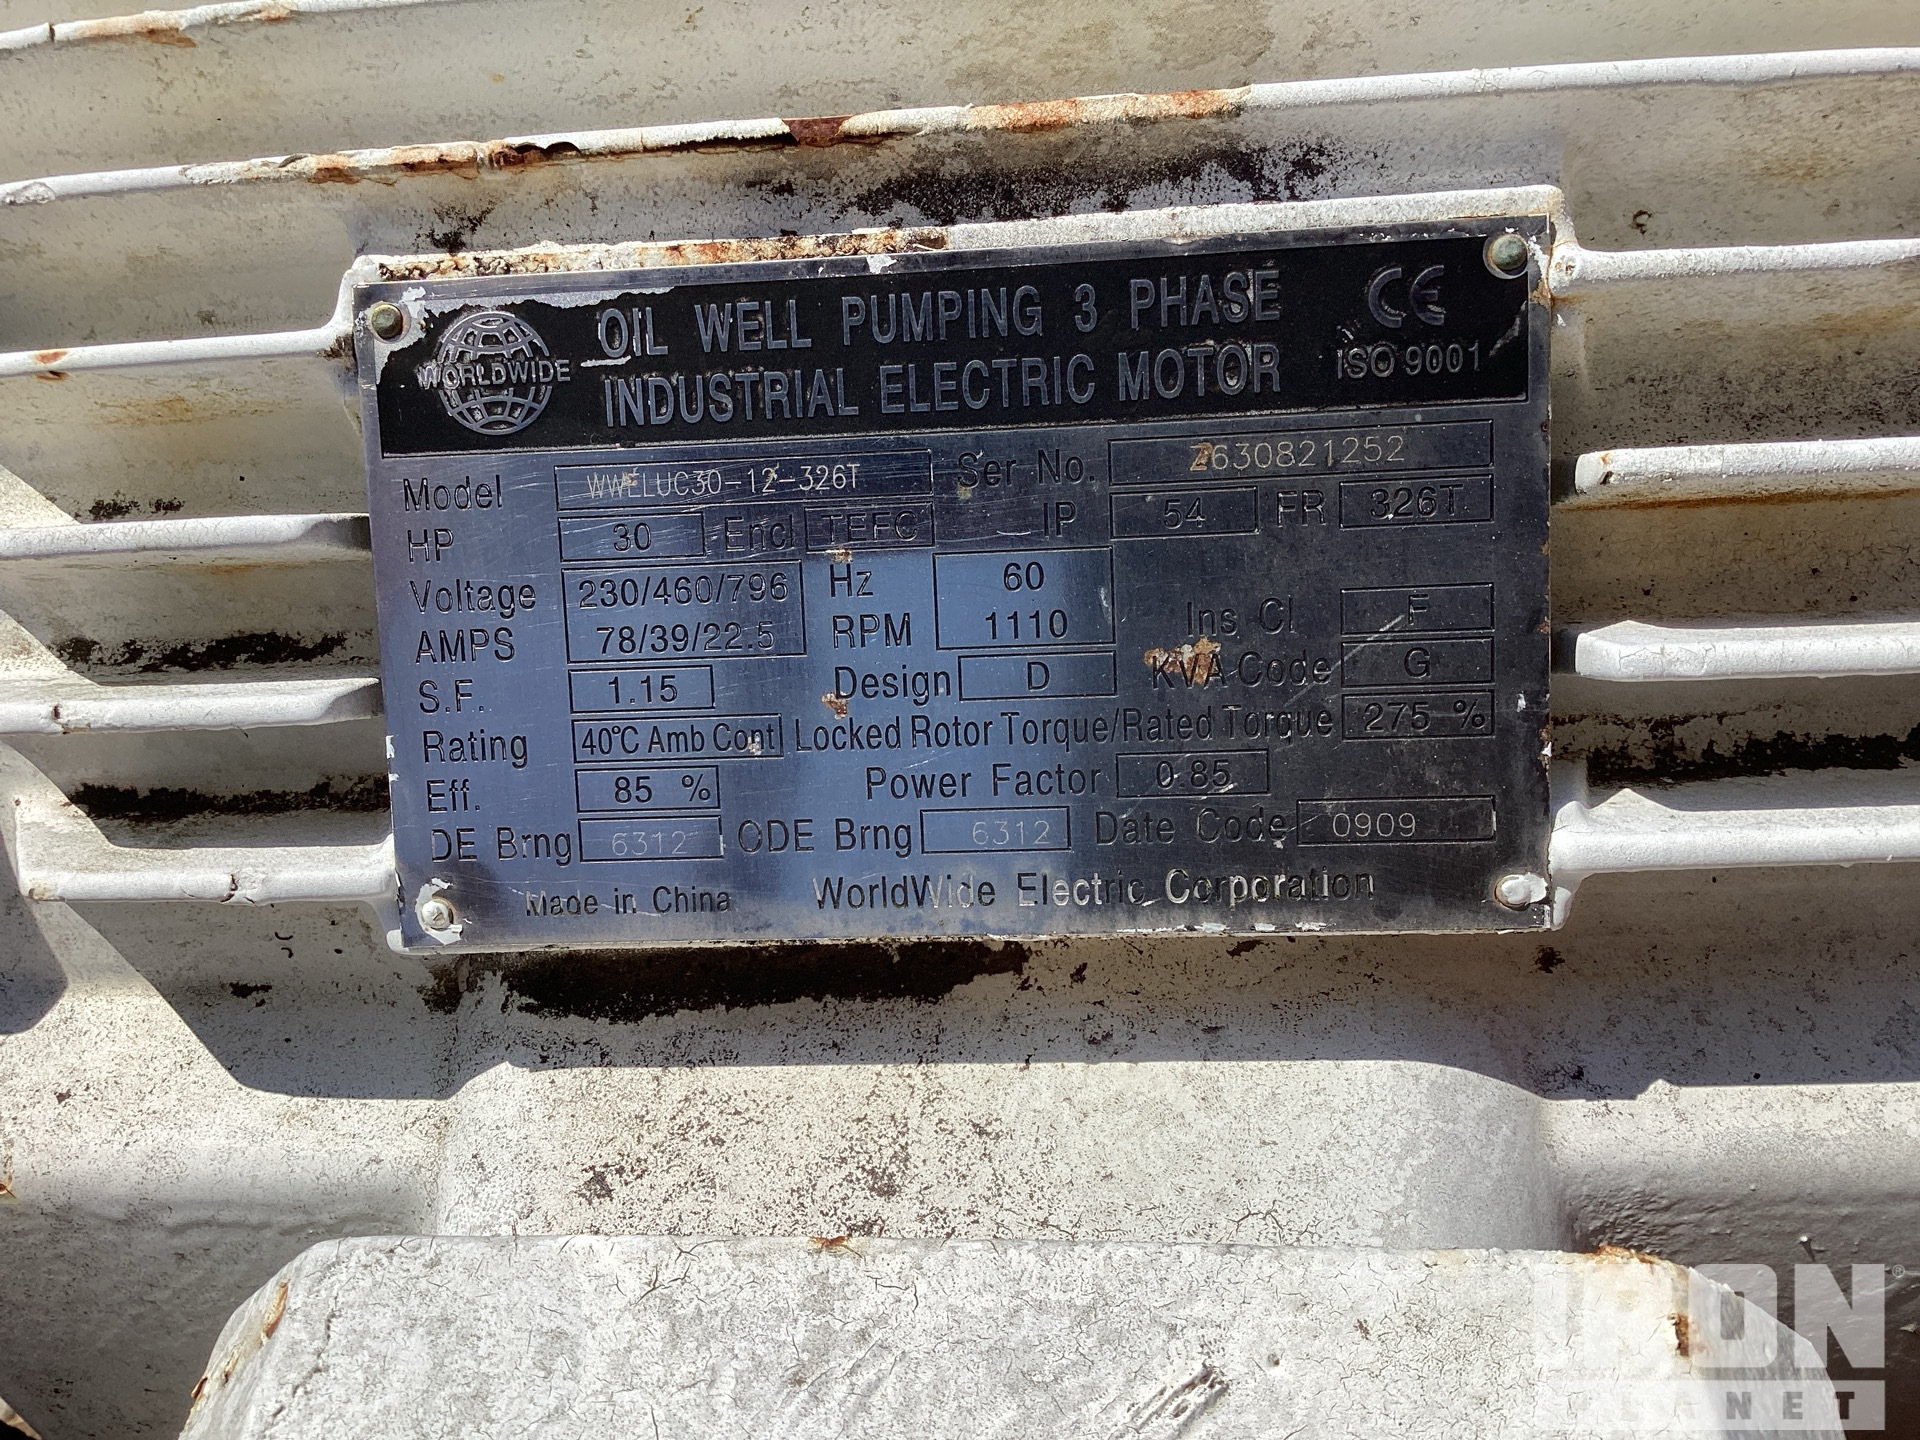 WORLDWIDE
OIL WELL PUMPING 3 PHASE
INDUSTRIAL ELECTRIC MOTOR
CE
ISO 9001
Model WWELUC30-12-326T Ser No. 2630821252
HP 30 Encl TEFC IP 54 FR 326T
Voltage 230/460/796 Hz 60
AMPS 78/39/22.5 RPM 1110 Ins Cl F
S.F. 1.15 Design D KVA Code G
Rating 40°C Amb Cont Locked Rotor Torque/Rated Torque 275 %
Eff. 85 % Power Factor 0.85
DE Brng 6312 ODE Brng 6312 Date Code 0909
Made in China WorldWide Electric Corporation
IRON
PLANET
®